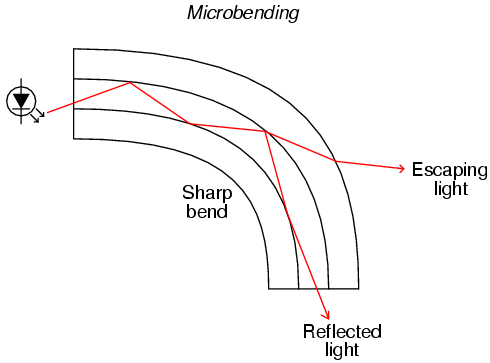 Microbending
Escaping
light
Sharp
bend
Reflected
light